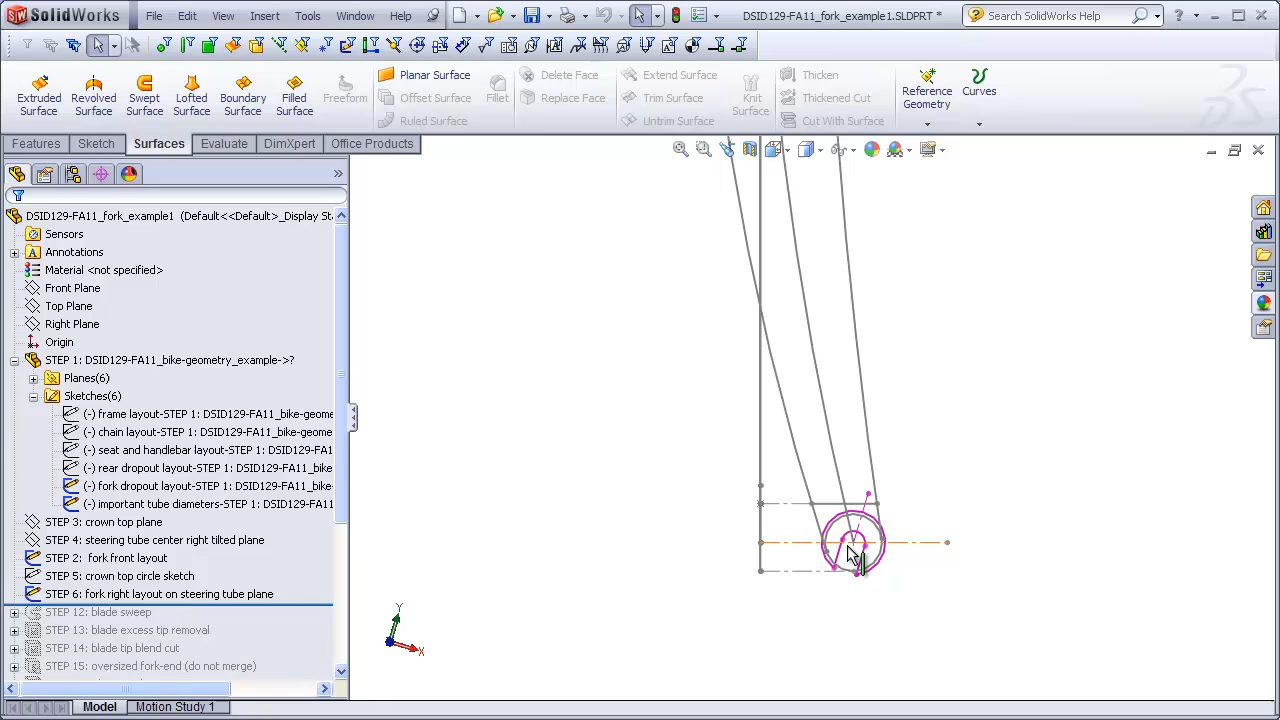 SolidWorks File Edit View Insert Tools Window Help DSID129-FA11_fork_example1.SLDPRT * Search SolidWorks Help
Extruded Surface
Revolved Surface
Swept Surface
Lofted Surface
Boundary Surface
Filled Surface
Freeform
Planar Surface
Offset Surface
Ruled Surface
Fillet
Delete Face
Replace Face
Extend Surface
Trim Surface
Untrim Surface
Knit Surface
Thicken
Thickened Cut
Cut With Surface
Reference Geometry
Curves
Features Sketch Surfaces Evaluate DimXpert Office Products
DSID129-FA11_fork_example1 (Default<<Default>_Display St
Sensors
Annotations
Material <not specified>
Front Plane
Top Plane
Right Plane
Origin
STEP 1: DSID129-FA11_bike-geometry_example->?
Planes(6)
Sketches(6)
(-) frame layout-STEP 1: DSID129-FA11_bike-geome
(-) chain layout-STEP 1: DSID129-FA11_bike-geome
(-) seat and handlebar layout-STEP 1: DSID129-FA1
(-) rear dropout layout-STEP 1: DSID129-FA11_bike
(-) fork dropout layout-STEP 1: DSID129-FA11_bike-
(-) important tube diameters-STEP 1: DSID129-FA11
STEP 3: crown top plane
STEP 4: steering tube center right tilted plane
STEP 2: fork front layout
STEP 5: crown top circle sketch
STEP 6: fork right layout on steering tube plane
STEP 12: blade sweep
STEP 13: blade excess tip removal
STEP 14: blade tip blend cut
STEP 15: oversized fork-end (do not merge)
Y
X
Model Motion Study 1